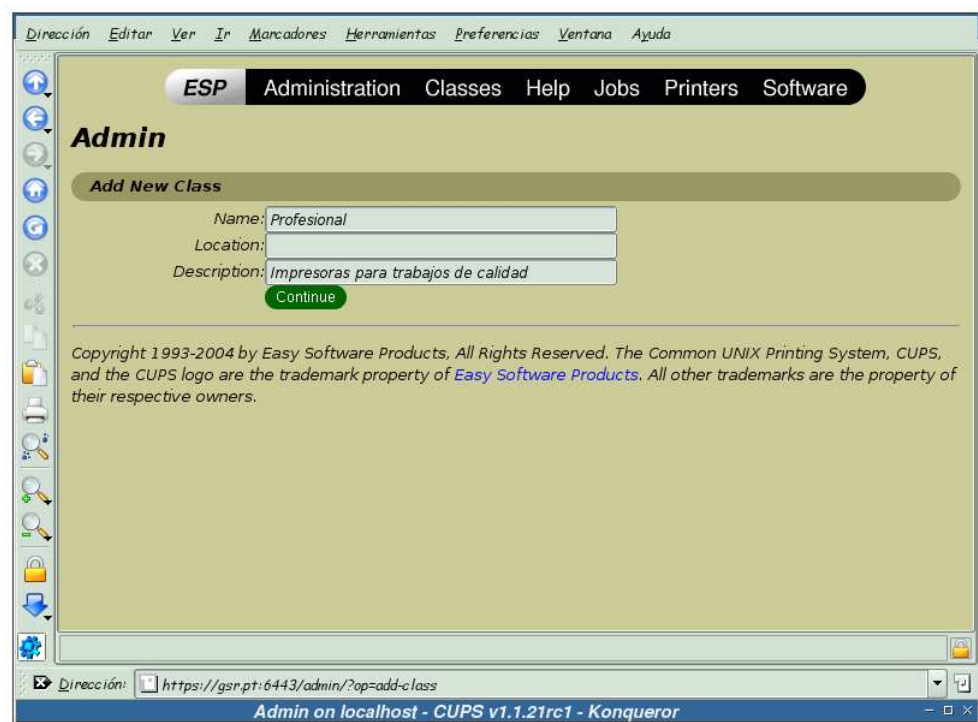 Dirección Editar Ver Ir Marcadores Herramientas Preferencias Ventana Ayuda
ESP Administration Classes Help Jobs Printers Software
Admin
Add New Class
Name: Profesional
Location:
Description: Impresoras para trabajos de calidad
Continue
Copyright 1993-2004 by Easy Software Products, All Rights Reserved. The Common UNIX Printing System, CUPS,
and the CUPS logo are the trademark property of Easy Software Products. All other trademarks are the property of
their respective owners.
Dirección: https://gsr.pt:6443/admin/?op=add-class
Admin on localhost - CUPS v1.1.21rc1 - Konqueror